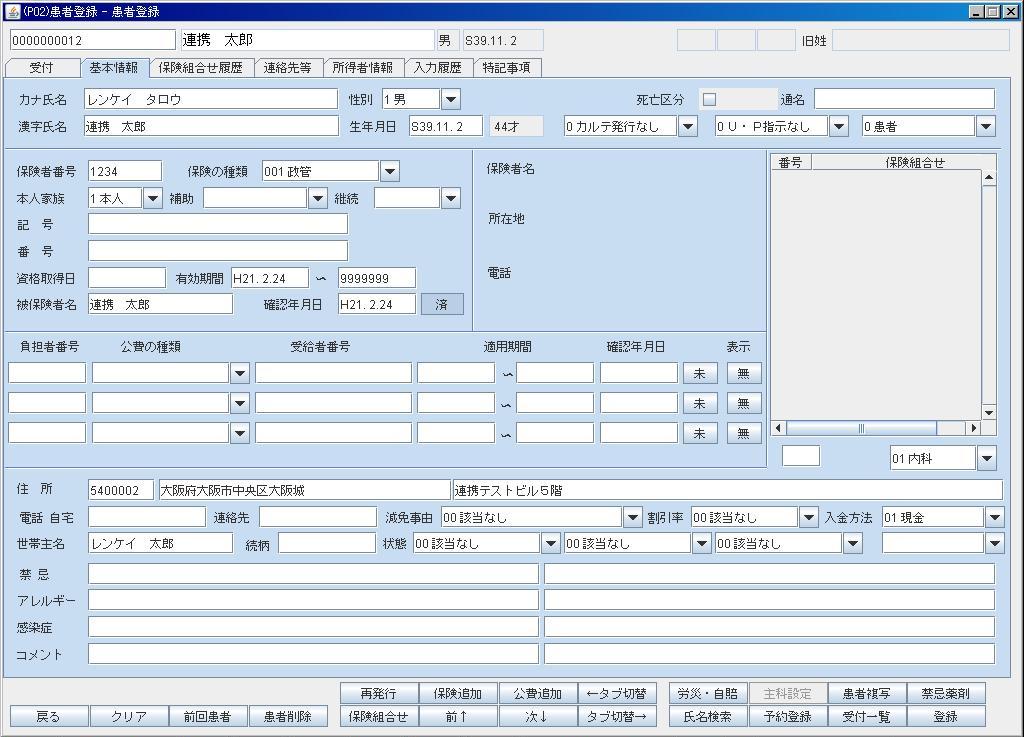 (P02)患者登録 - 患者登録
0000000012 連携　太郎 男 S39.11. 2 旧姓
受付 基本情報 保険組合せ履歴 連絡先等 所得者情報 入力履歴 特記事項
カナ氏名 レンケイ　タロウ 性別 1 男 死亡区分 通名
漢字氏名 連携　太郎 生年月日 S39.11. 2 44才 0 カルテ発行なし 0 U・P指示なし 0 患者
保険者番号 1234 保険の種類 001 政管 保険者名 番号 保険組合せ
本人家族 1 本人 補助 継続
記　号 所在地
番　号
資格取得日 有効期間 H21. 2.24 ～ 9999999 電話
被保険者名 連携　太郎 確認年月日 H21. 2.24 済
負担者番号 公費の種類 受給者番号 適用期間 確認年月日 表示
～ 未 無
～ 未 無
～ 未 無
01 内科
住　所 5400002 大阪府大阪市中央区大阪城 連携テストビル５階
電話 自宅 連絡先 減免事由 00 該当なし 割引率 00 該当なし 入金方法 01 現金
世帯主名 レンケイ　太郎 続柄 状態 00 該当なし 00 該当なし 00 該当なし
禁 忌
アレルギー
感染症
コメント
再発行 保険追加 公費追加 ←タブ切替 労災・自賠 主科設定 患者複写 禁忌薬剤
戻る クリア 前回患者 患者削除 保険組合せ 前↑ 次↓ タブ切替→ 氏名検索 予約登録 受付一覧 登録